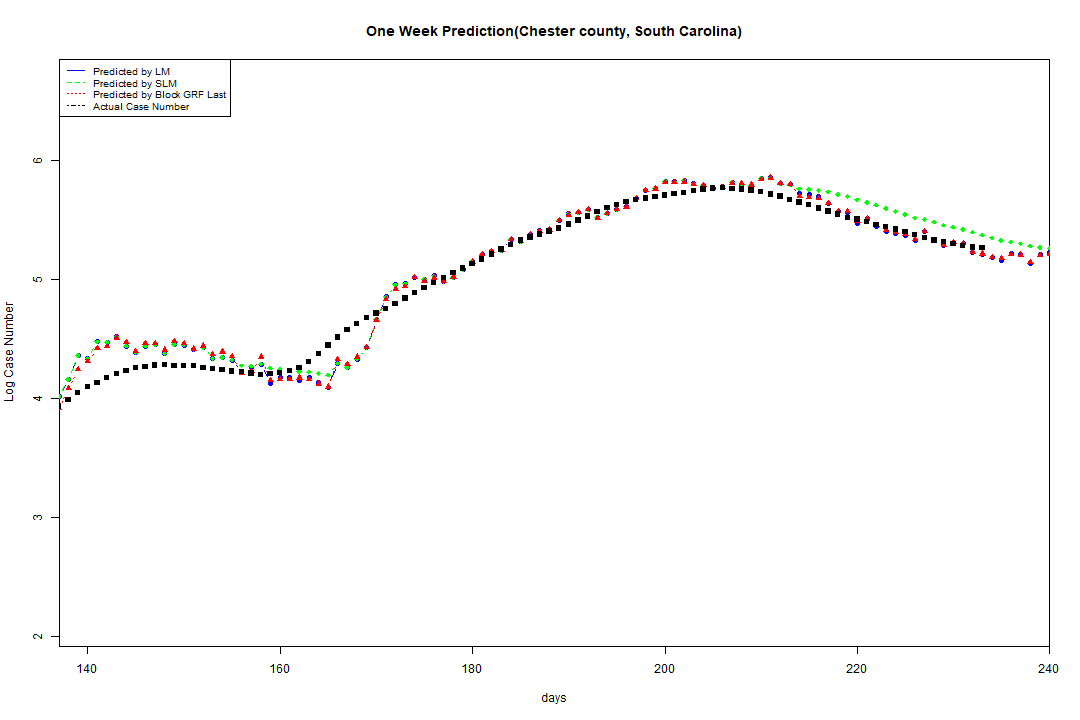 One Week Prediction(Chester county, South Carolina)
Predicted by LM
Predicted by SLM
Predicted by Block GRF Last
Actual Case Number
6
5
4
3
2
Log Case Number
140 160 180 200 220 240
days